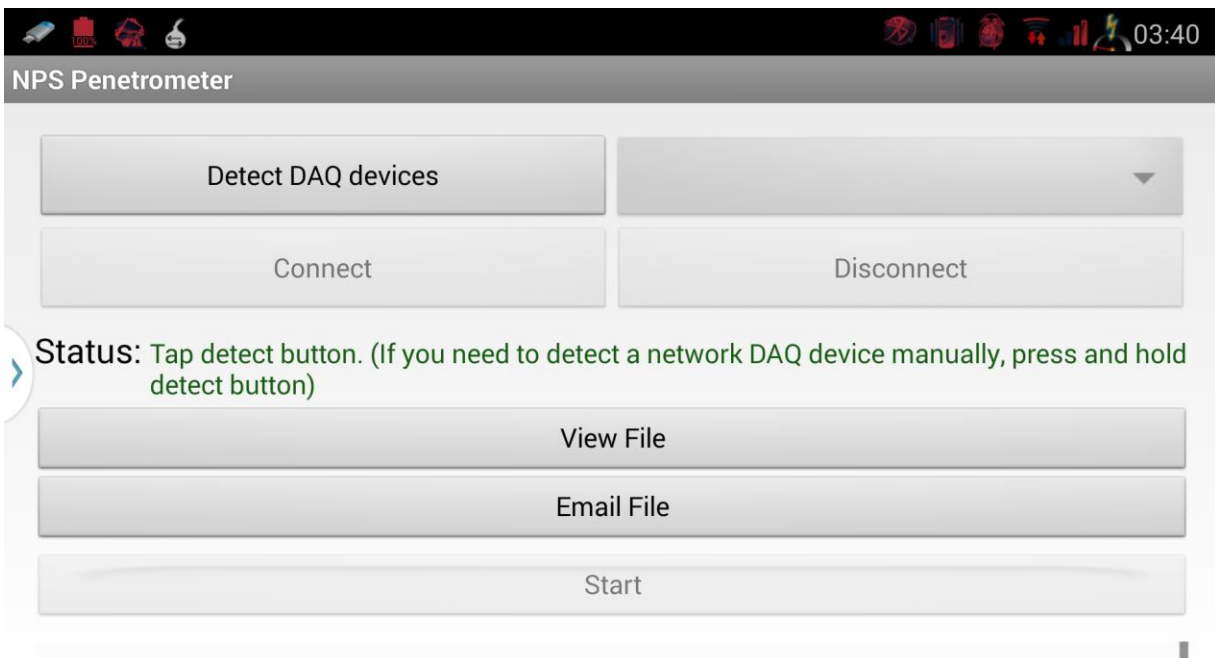 100%
03:40
NPS Penetrometer
Detect DAQ devices
Connect
Disconnect
Status: Tap detect button. (If you need to detect a network DAQ device manually, press and hold
detect button)
View File
Email File
Start